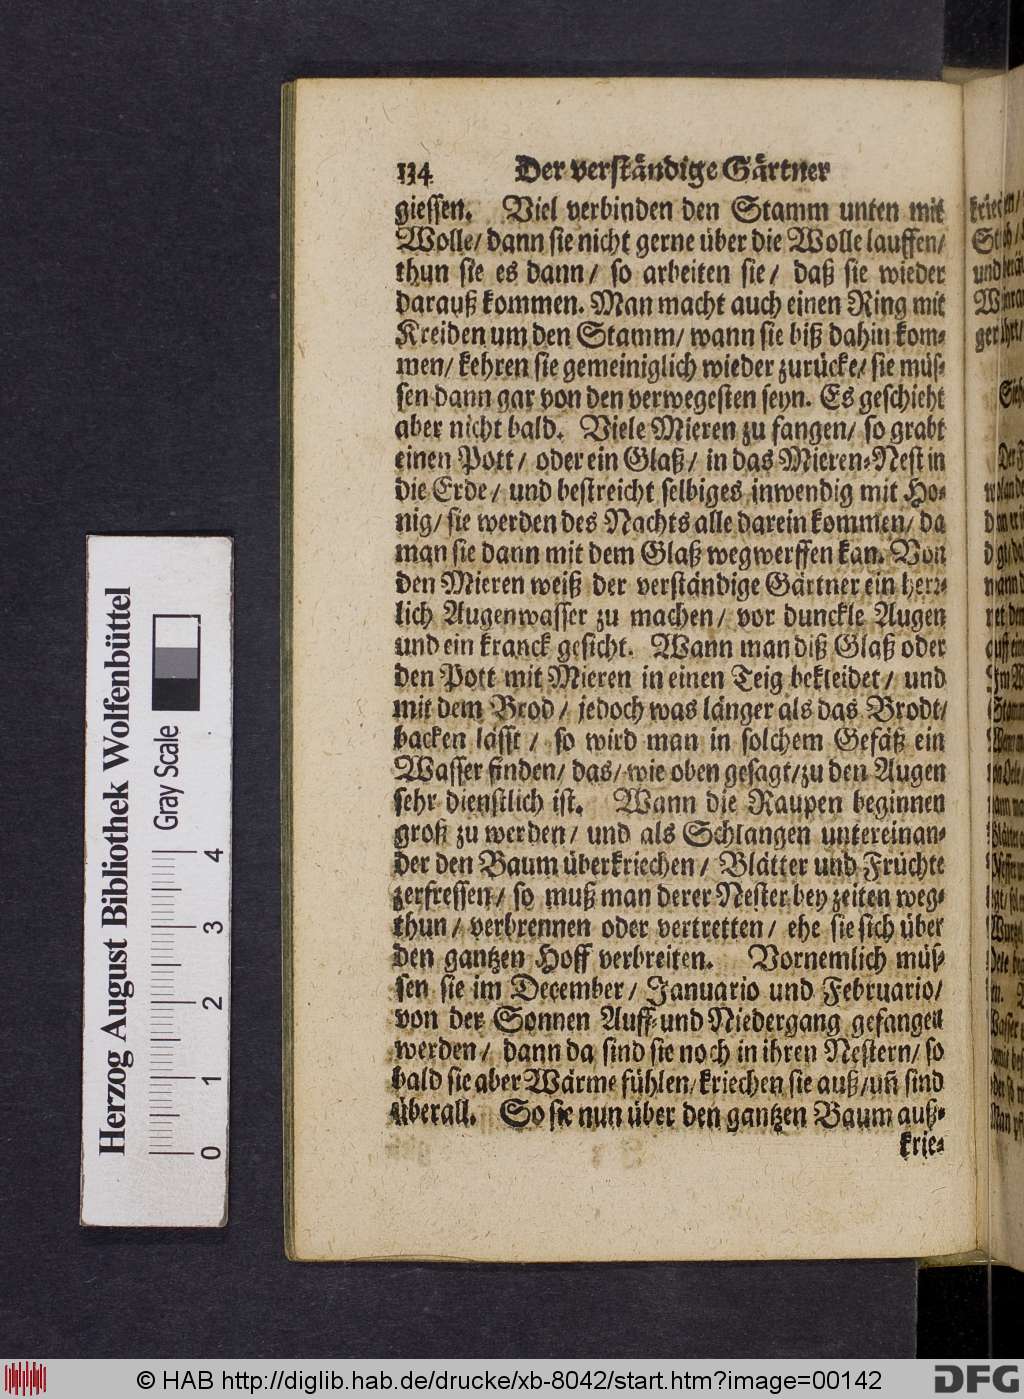 134 Der verständige Gärtner
giessen. Viel verbinden den Stamm unten mit
Wolle/ dann sie nicht gerne über die Wolle lauffen/
thun sie es dann/ so arbeiten sie/ daß sie wieder
darauß kommen. Man macht auch einen Ring mit
Kreiden um den Stamm/ wann sie biß dahin kom-
men/ kehren sie gemeiniglich wieder zurücke/ sie müs-
sen dann gar von den verwegesten seyn. Es geschieht
aber nicht bald. Viele Mieren zu fangen/ so grabt
einen Pott/ oder ein Glaß/ in das Mieren-Nest in
die Erde/ und bestreicht selbiges inwendig mit Ho-
nig/ sie werden des Nachts alle darein kommen/ da
man sie dann mit dem Glaß wegwerffen kan. Von
den Mieren weiß der verständige Gärtner ein herr-
lich Augenwasser zu machen/ vor dunckle Augen
und ein kranck gesicht. Wann man diß Glaß oder
den Pott mit Mieren in einen Teig bekleidet/ und
mit dem Brod/ jedoch was länger als das Brodt/
backen lässt/ so wird man in solchem Gefäß ein
Wasser finden/ das/ wie oben gesagt/ zu den Augen
sehr dienstlich ist. Wann die Raupen beginnen
groß zu werden/ und als Schlangen untereinan-
der den Baum überkriechen/ Blätter und Früchte
zerfressen/ so muß man derer Nester bey zeiten weg-
thun/ verbrennen oder vertretten/ ehe sie sich über
den gantzen Hoff verbreiten. Vornemlich müs-
sen sie im December/ Januario und Februario/
von der Sonnen Auff-und Niedergang gefangen
werden/ dann da sind sie noch in ihren Nestern/ so
bald sie aber Wärme fühlen/ kriechen sie auß/ uñ sind
überall. So sie nun über den gantzen Baum auß-
krie-
Herzog August Bibliothek Wolfenbüttel
Gray Scale
0 1 2 3 4
© HAB http://diglib.hab.de/drucke/xb-8042/start.htm?image=00142
DFG